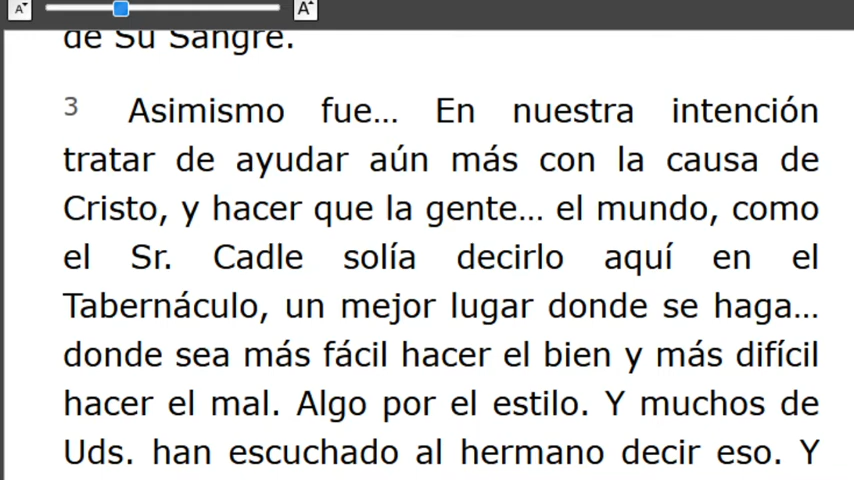 A A
de Su Sangre.
3 Asimismo fue... En nuestra intención
tratar de ayudar aún más con la causa de
Cristo, y hacer que la gente... el mundo, como
el Sr. Cadle solía decirlo aquí en el
Tabernáculo, un mejor lugar donde se haga...
donde sea más fácil hacer el bien y más difícil
hacer el mal. Algo por el estilo. Y muchos de
Uds. han escuchado al hermano decir eso. Y